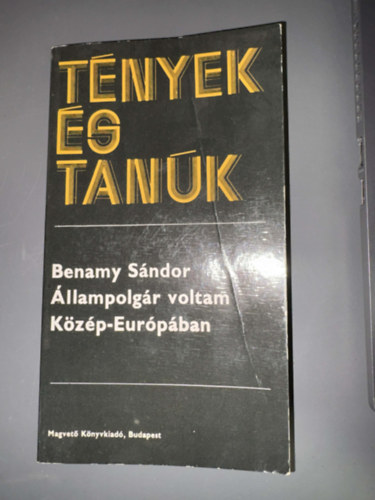 TÉNYEK
ÉS
TANÚK
Benamy Sándor
Állampolgár voltam
Közép-Európában
Magvető Könyvkiadó, Budapest